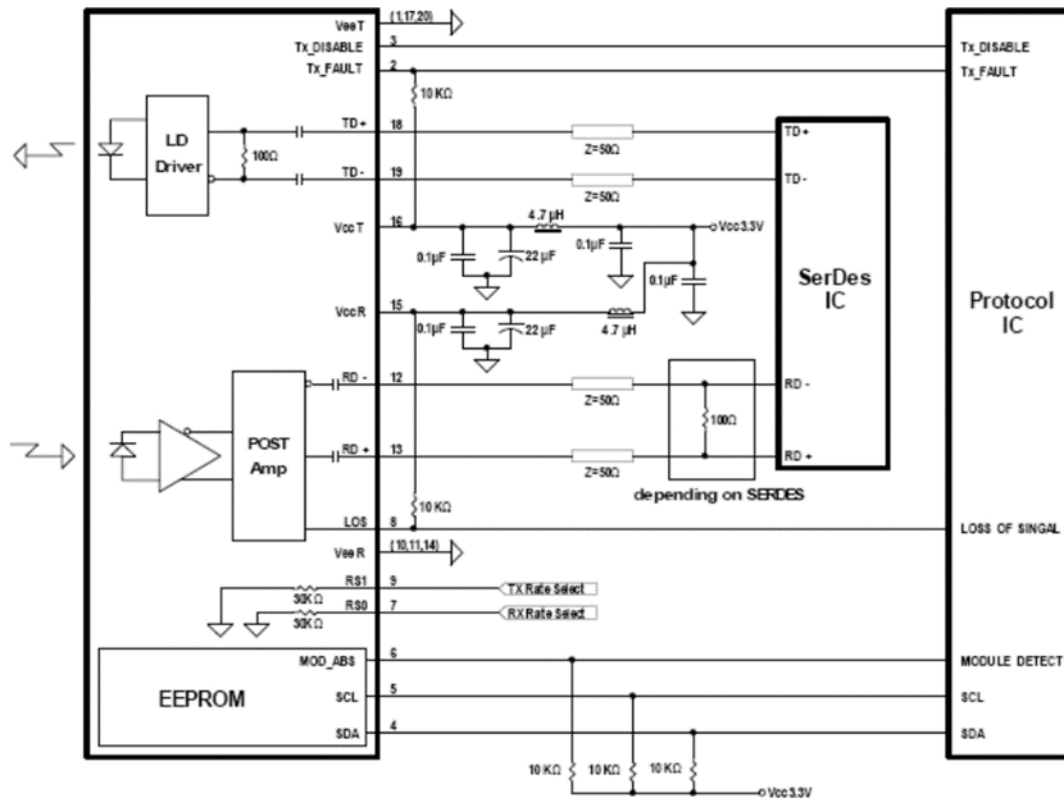 VeeT (1,17,20)
Tx_DISABLE 3 Tx_DISABLE
Tx_FAULT 2 Tx_FAULT
10 KΩ
LD
Driver
100Ω
TD+ 18 Z=50Ω TD+
TD- 19 Z=50Ω TD-
VccT 16
4.7 µH
Vcc3.3V
0.1µF
22 µF
0.1µF
0.1µF
VccR 15
0.1µF
22 µF
4.7 µH
SerDes
IC
Protocol
IC
RD - 12 Z=50Ω RD -
100Ω
POST
Amp
RD + 13 Z=50Ω RD +
depending on SERDES
10 KΩ
LOS 8 LOSS OF SINGAL
VeeR (10,11,14)
RS1 9 TX Rate Select
30KΩ
RS0 7 RX Rate Select
30KΩ
MOD_ABS 6 MODULE DETECT
EEPROM
SCL 5 SCL
SDA 4 SDA
10 KΩ 10 KΩ 10 KΩ
Vcc3.3V